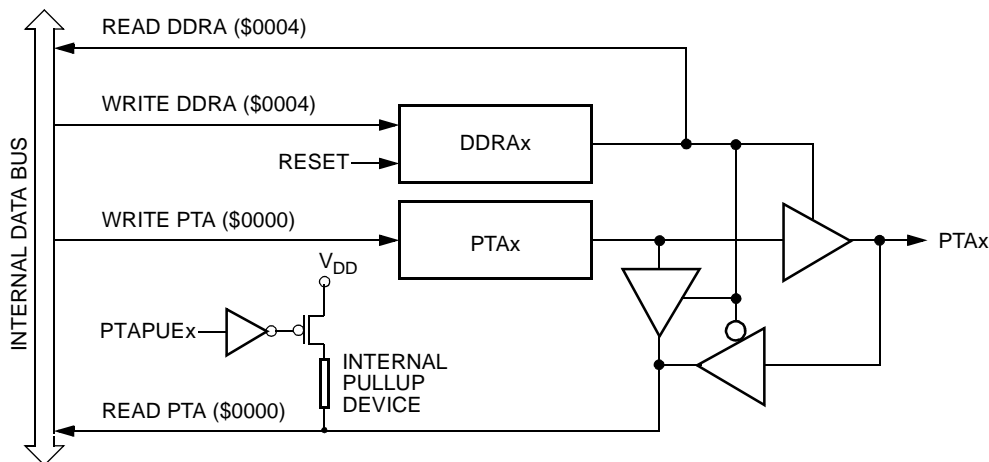 READ DDRA ($0004)
WRITE DDRA ($0004)
DDRAx
RESET
INTERNAL DATA BUS
WRITE PTA ($0000)
PTAx
PTAx
VDD
PTAPUEx
INTERNAL
PULLUP
DEVICE
READ PTA ($0000)